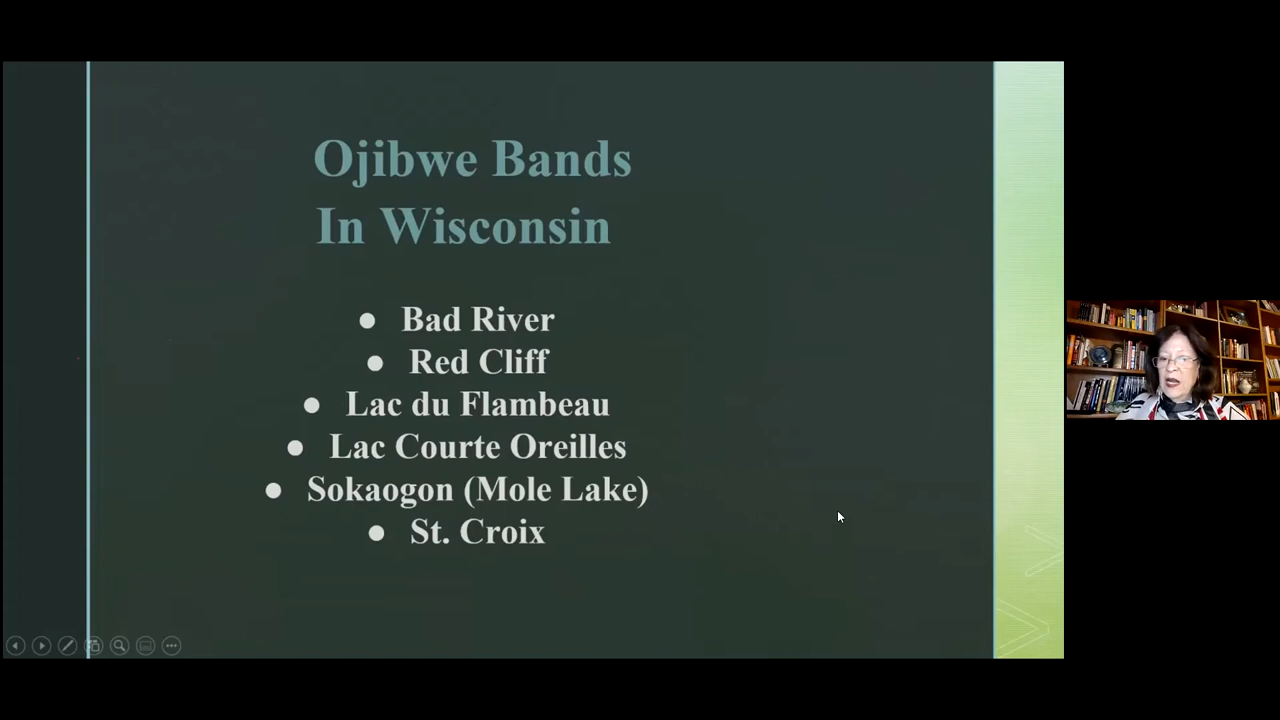 Ojibwe Bands
In Wisconsin
● Bad River
● Red Cliff
● Lac du Flambeau
● Lac Courte Oreilles
● Sokaogon (Mole Lake)
● St. Croix